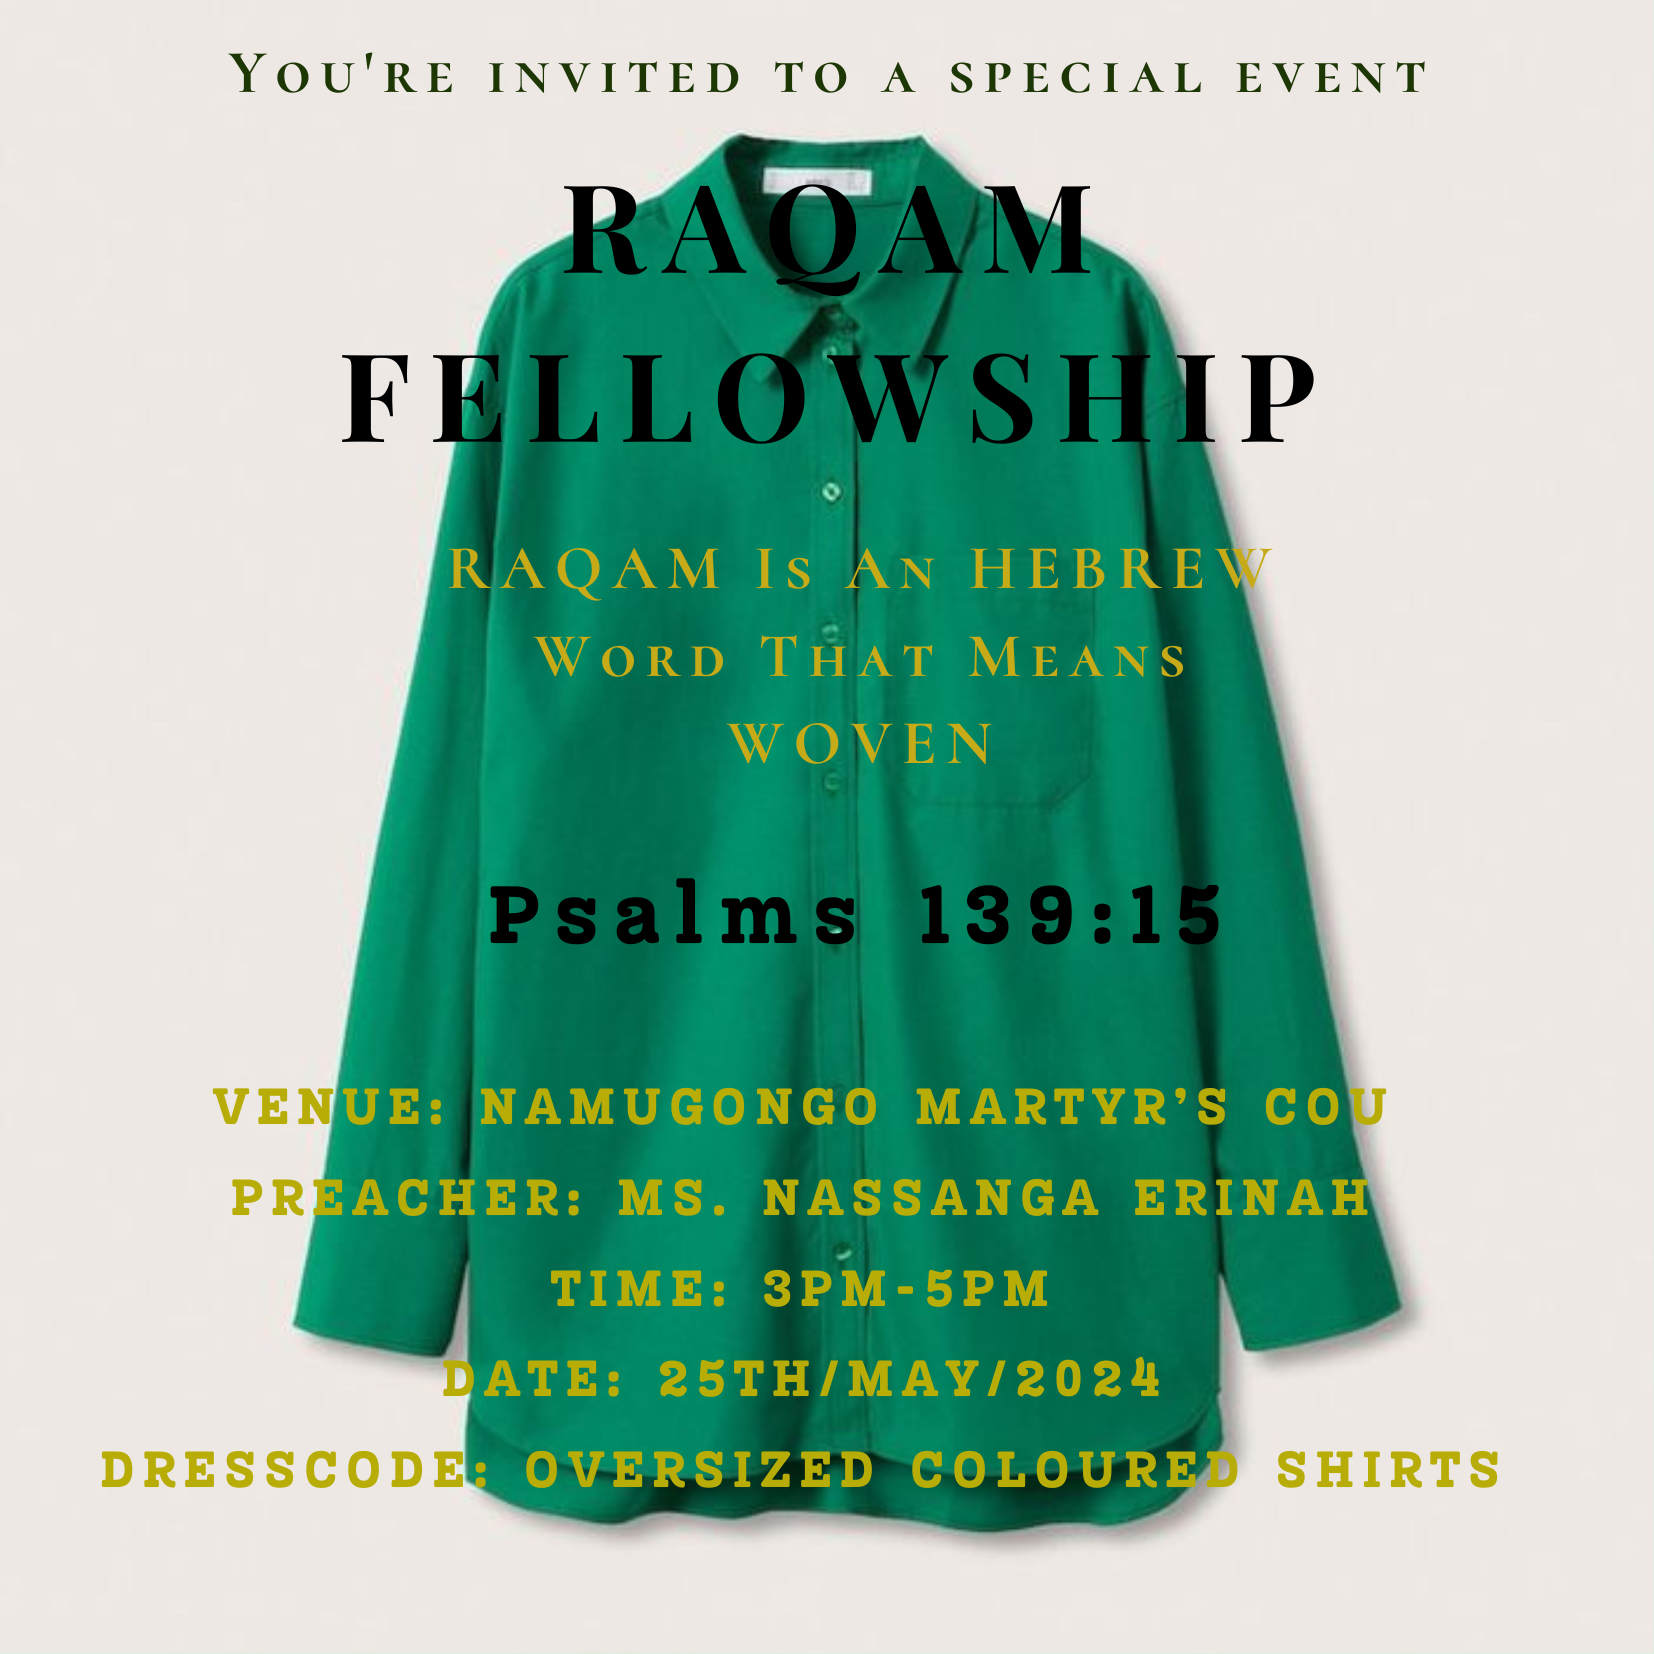 You're invited to a special event
RAQAM
FELLOWSHIP
RAQAM Is An HEBREW
Word That Means
WOVEN
Psalms 139:15
VENUE: NAMUGONGO MARTYR’S COU
PREACHER: MS. NASSANGA ERINAH
TIME: 3PM-5PM
DATE: 25TH/MAY/2024
DRESSCODE: OVERSIZED COLOURED SHIRTS